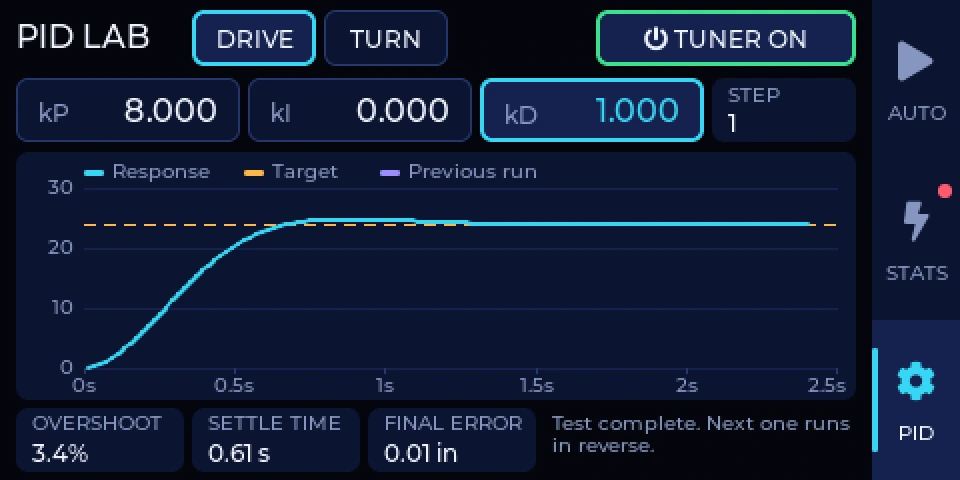 PID LAB
DRIVE
TURN
TUNER ON
kP 8.000
kI 0.000
kD 1.000
STEP
1
Response
Target
Previous run
30
20
10
0
0s
0.5s
1s
1.5s
2s
2.5s
OVERSHOOT
3.4%
SETTLE TIME
0.61 s
FINAL ERROR
0.01 in
Test complete. Next one runs
in reverse.
AUTO
STATS
PID